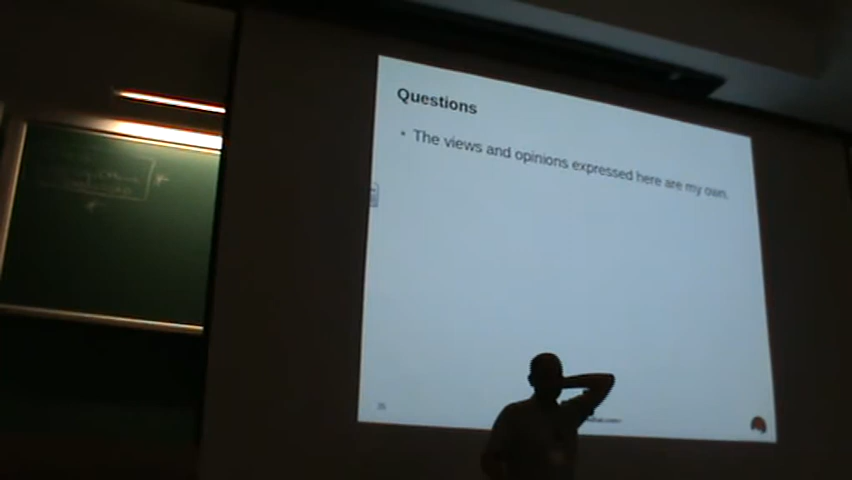 Questions
• The views and opinions expressed here are my own.